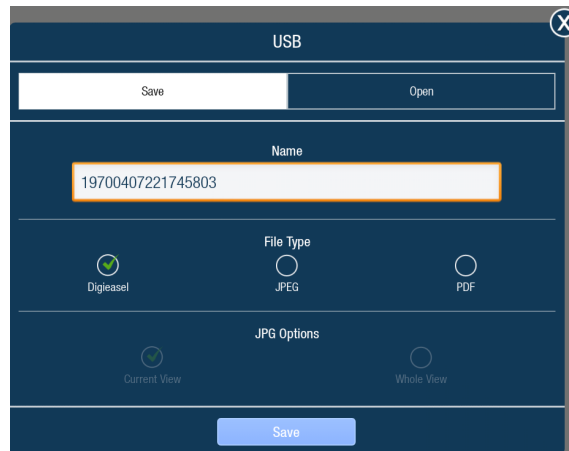 X
USB
Save Open
Name
19700407221745803
File Type
Digieasel JPEG PDF
JPG Options
Current View Whole View
Save